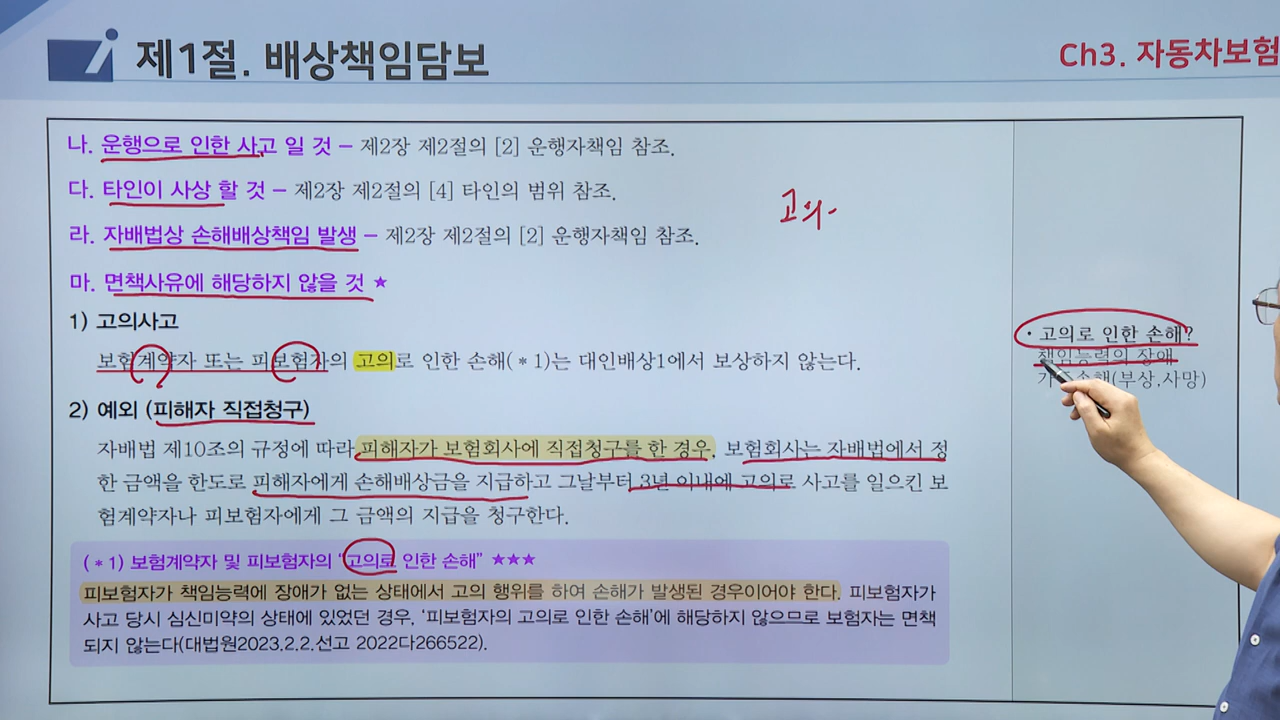 제1절. 배상책임담보
Ch3. 자동차보험
나. 운행으로 인한 사고 일 것 – 제2장 제2절의 [2] 운행자책임 참조.
다. 타인이 사상 할 것 – 제2장 제2절의 [4] 타인의 범위 참조.
고의
라. 자배법상 손해배상책임 발생 – 제2장 제2절의 [2] 운행자책임 참조.
마. 면책사유에 해당하지 않을 것 ★
1) 고의사고
보험계약자 또는 피보험자의 고의로 인한 손해(*1)는 대인배상1에서 보상하지 않는다.
2) 예외 (피해자 직접청구)
자배법 제10조의 규정에 따라 피해자가 보험회사에 직접청구를 한 경우, 보험회사는 자배법에서 정
한 금액을 한도로 피해자에게 손해배상금을 지급하고 그날부터 3년 이내에 고의로 사고를 일으킨 보
험계약자나 피보험자에게 그 금액의 지급을 청구한다.
(*1) 보험계약자 및 피보험자의 "고의로 인한 손해" ★★★
피보험자가 책임능력에 장애가 없는 상태에서 고의 행위를 하여 손해가 발생된 경우이어야 한다. 피보험자가
사고 당시 심신미약의 상태에 있었던 경우, '피보험자의 고의로 인한 손해'에 해당하지 않으므로 보험자는 면책
되지 않는다(대법원2023.2.2.선고 2022다266522).
· 고의로 인한 손해?
책임능력의 장애
손해(부상,사망)